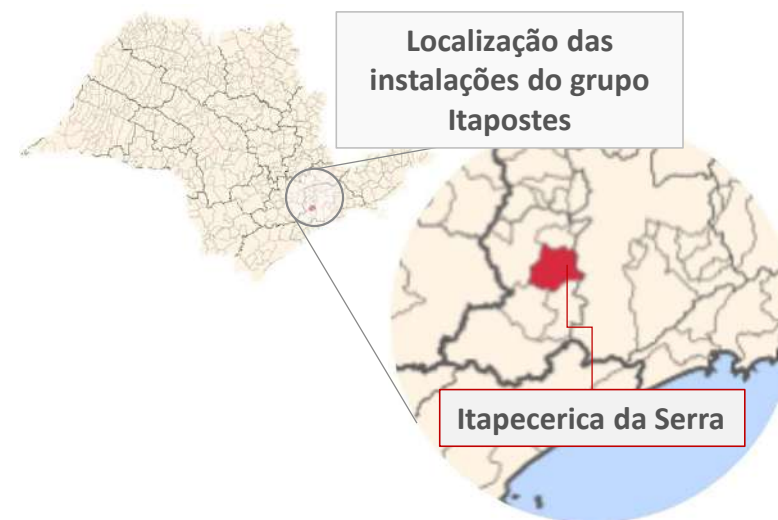 Localização das
instalações do grupo
Itapostes
Itapecerica da Serra